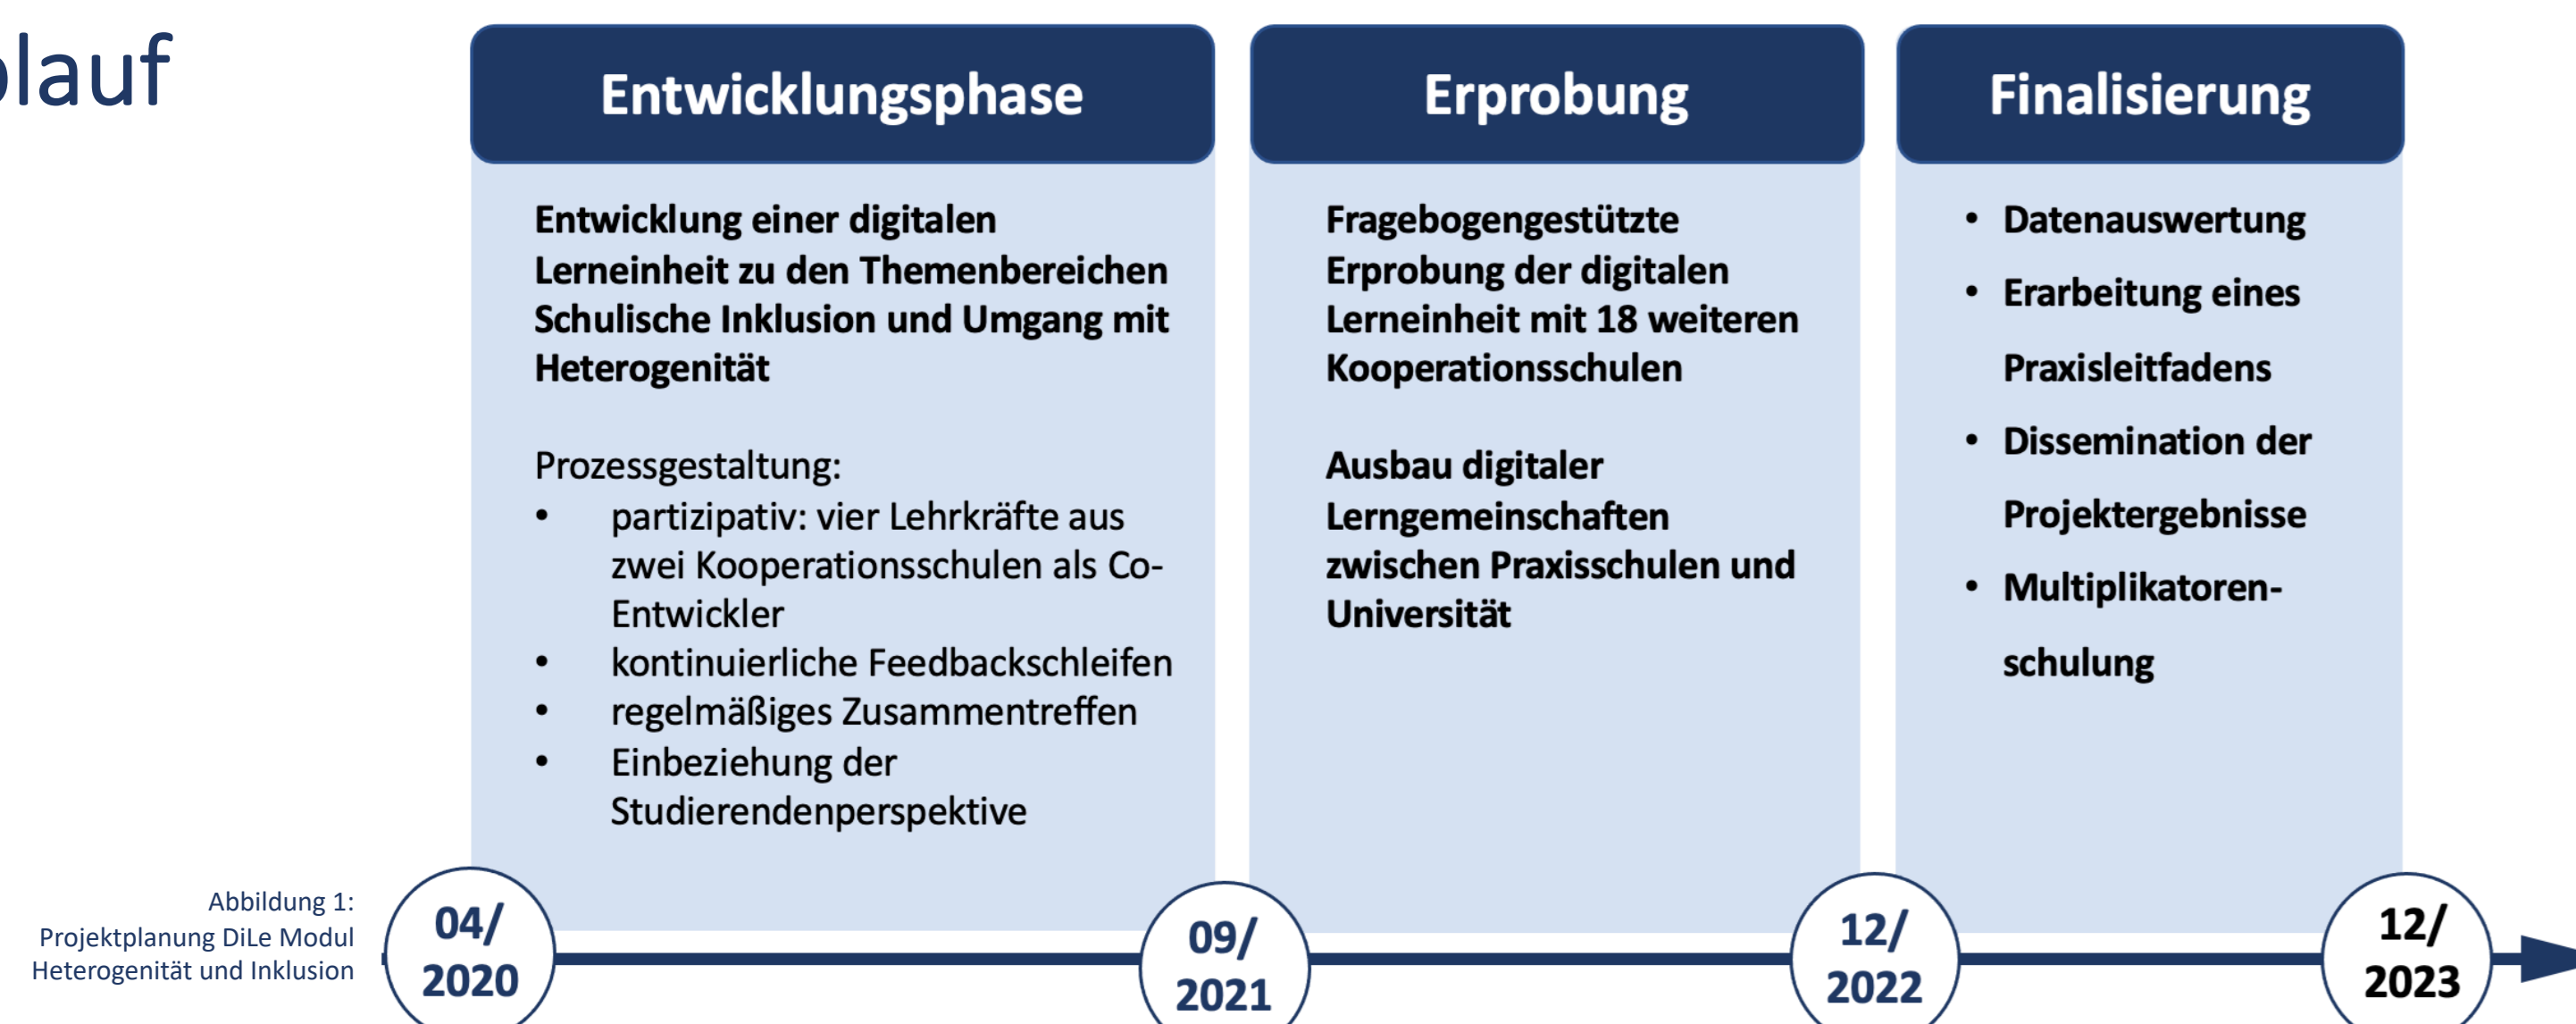 lauf
Entwicklungsphase
Entwicklung einer digitalen
Lerneinheit zu den Themenbereichen
Schulische Inklusion und Umgang mit
Heterogenität
Prozessgestaltung:
• partizipativ: vier Lehrkräfte aus
zwei Kooperationsschulen als Co-
Entwickler
• kontinuierliche Feedbackschleifen
• regelmäßiges Zusammentreffen
• Einbeziehung der
Studierendenperspektive
Erprobung
Fragebogengestützte
Erprobung der digitalen
Lerneinheit mit 18 weiteren
Kooperationsschulen
Ausbau digitaler
Lerngemeinschaften
zwischen Praxisschulen und
Universität
Finalisierung
• Datenauswertung
• Erarbeitung eines
Praxisleitfadens
• Dissemination der
Projektergebnisse
• Multiplikatoren-
schulung
Abbildung 1:
Projektplanung DiLe Modul
Heterogenität und Inklusion
04/
2020
09/
2021
12/
2022
12/
2023